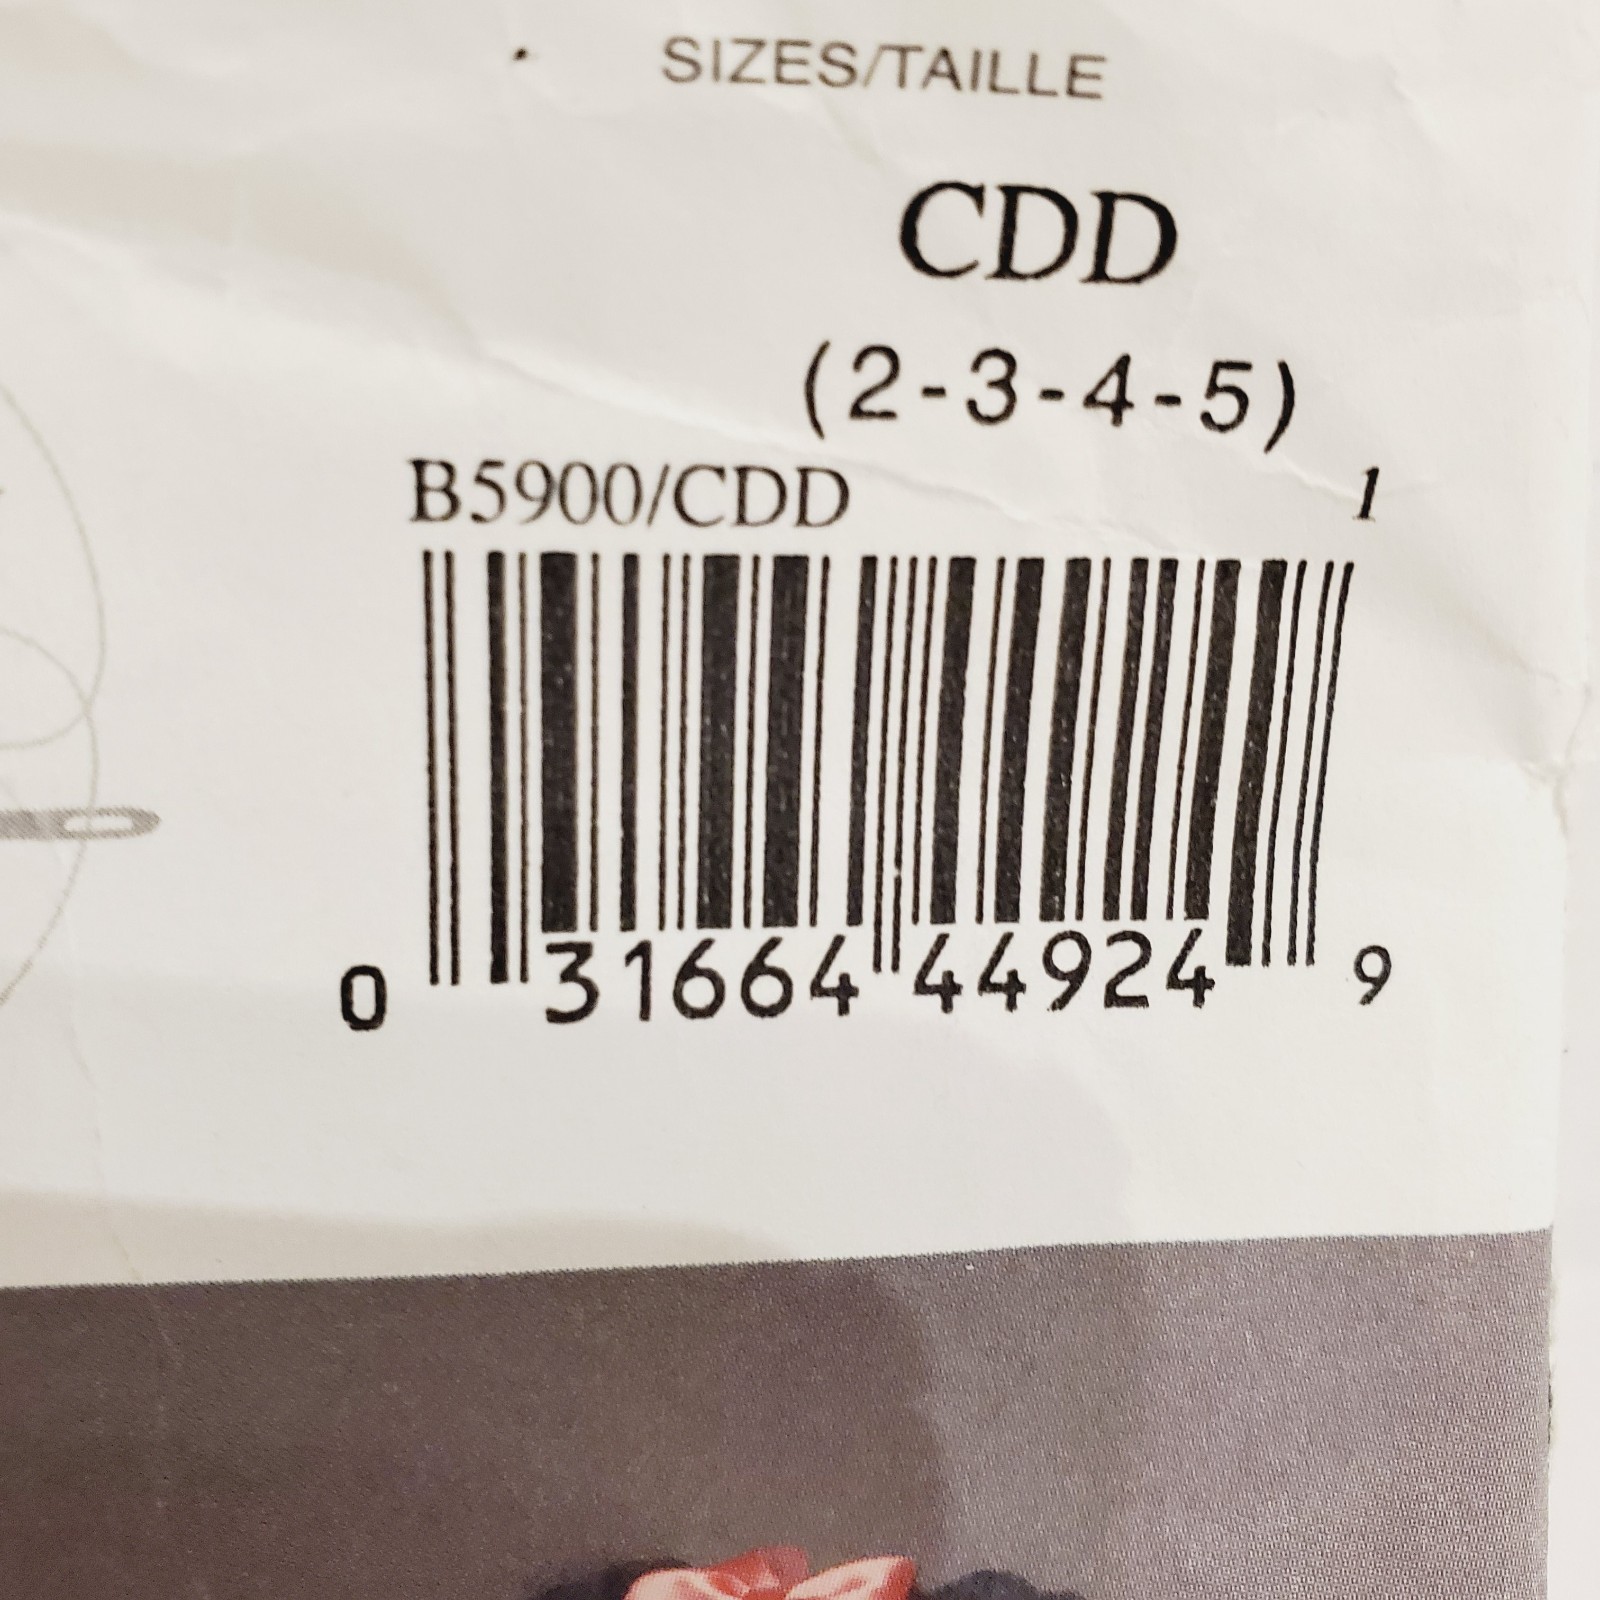 SIZES/TAILLE
CDD
(2-3-4-5)
B5900/CDD 1
0 31664 44924 9